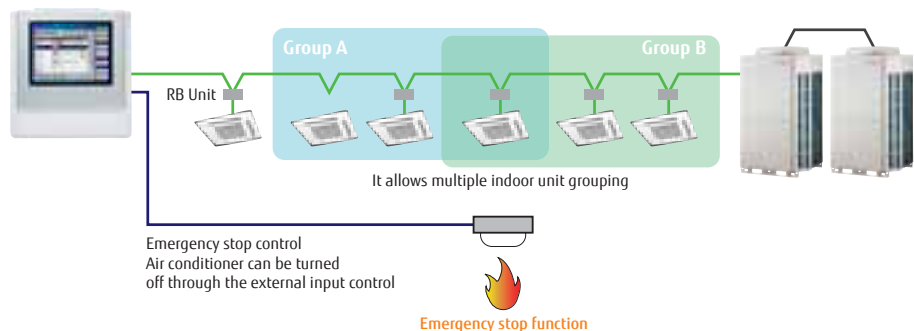 Group A
Group B
RB Unit
It allows multiple indoor unit grouping
Emergency stop control
Air conditioner can be turned
off through the external input control
Emergency stop function